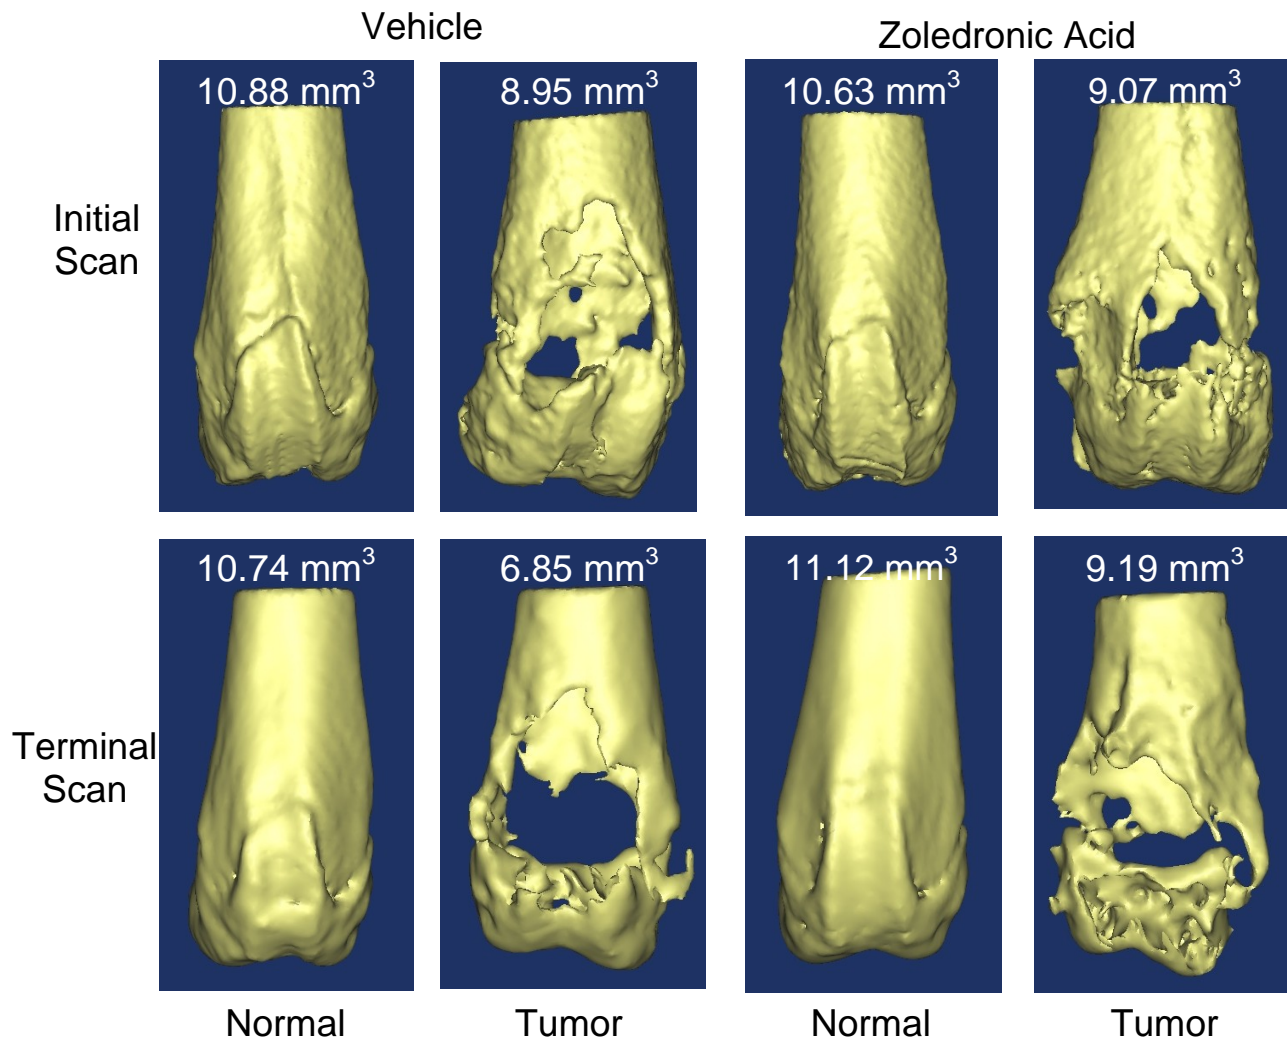 Vehicle
Zoledronic Acid
Initial
Scan
10.88 mm³
8.95 mm³
10.63 mm³
9.07 mm³
Terminal
Scan
10.74 mm³
6.85 mm³
11.12 mm³
9.19 mm³
Normal
Tumor
Normal
Tumor